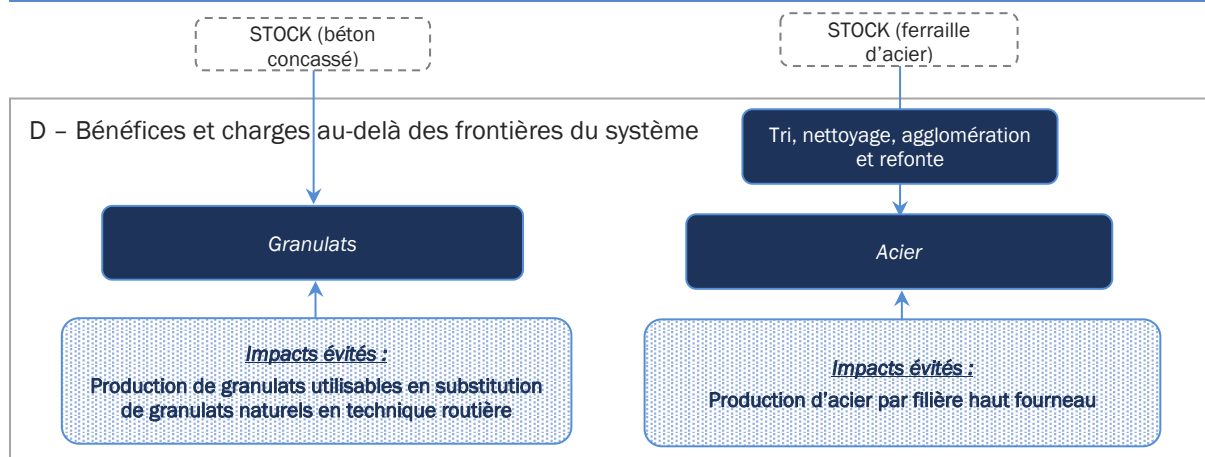 STOCK (béton
concassé)
STOCK (ferraille
d'acier)
D – Bénéfices et charges au-delà des frontières du système
Tri, nettoyage, agglomération
et refonte
Granulats
Acier
Impacts évités :
Production de granulats utilisables en substitution
de granulats naturels en technique routière
Impacts évités :
Production d'acier par filière haut fourneau